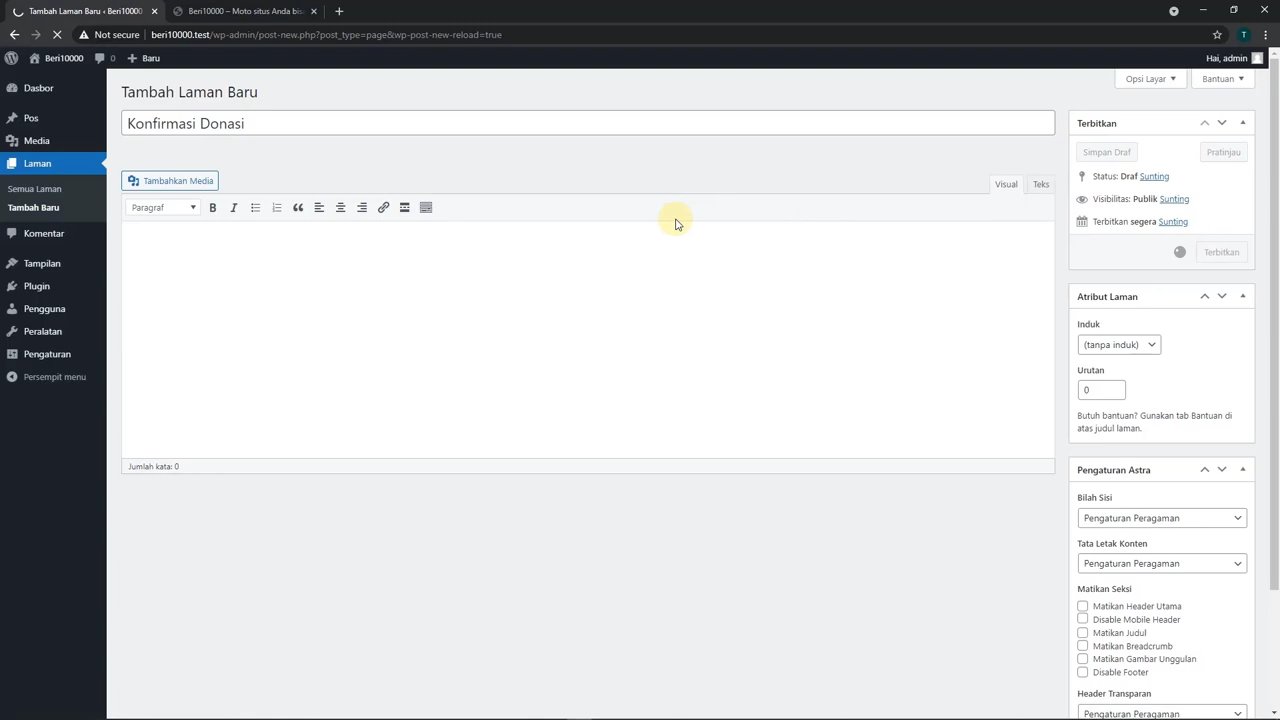 Tambah Laman Baru ‹ Beri10000
Beri10000 – Moto situs Anda bis
Not secure
beri10000.test/wp-admin/post-new.php?post_type=page&wp-post-new-reload=true
T
Beri10000
0
Baru
Hai, admin
Dasbor
Pos
Media
Laman
Semua Laman
Tambah Baru
Komentar
Tampilan
Plugin
Pengguna
Peralatan
Pengaturan
Persempit menu
Opsi Layar
Bantuan
Tambah Laman Baru
Konfirmasi Donasi
Tambahkan Media
Visual
Teks
Paragraf
B
I
Jumlah kata: 0
Terbitkan
Simpan Draf
Pratinjau
Status: Draf Sunting
Visibilitas: Publik Sunting
Terbitkan segera Sunting
Terbitkan
Atribut Laman
Induk
(tanpa induk)
Urutan
0
Butuh bantuan? Gunakan tab Bantuan di
atas judul laman.
Pengaturan Astra
Bilah Sisi
Pengaturan Peragaman
Tata Letak Konten
Pengaturan Peragaman
Matikan Seksi
Matikan Header Utama
Disable Mobile Header
Matikan Judul
Matikan Breadcrumb
Matikan Gambar Unggulan
Disable Footer
Header Transparan
Pengaturan Peragaman